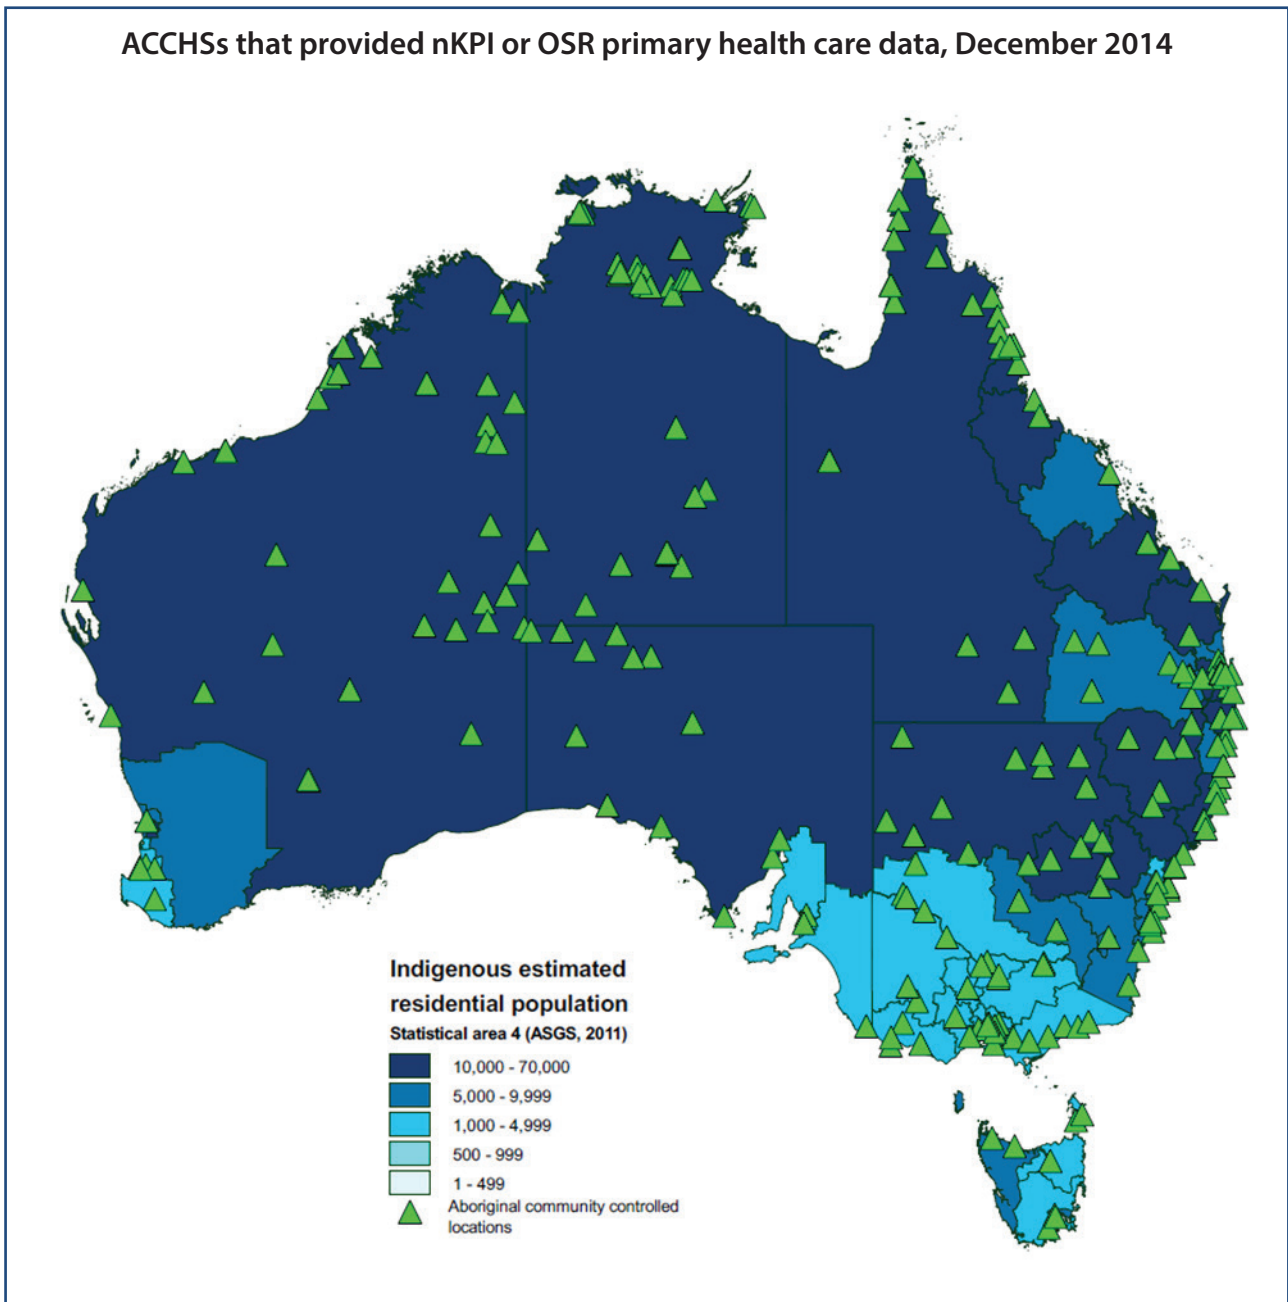 ACCHSs that provided nKPI or OSR primary health care data, December 2014
Indigenous estimated
residential population
Statistical area 4 (ASGS, 2011)
10,000 - 70,000
5,000 - 9,999
1,000 - 4,999
500 - 999
1 - 499
Aboriginal community controlled
locations